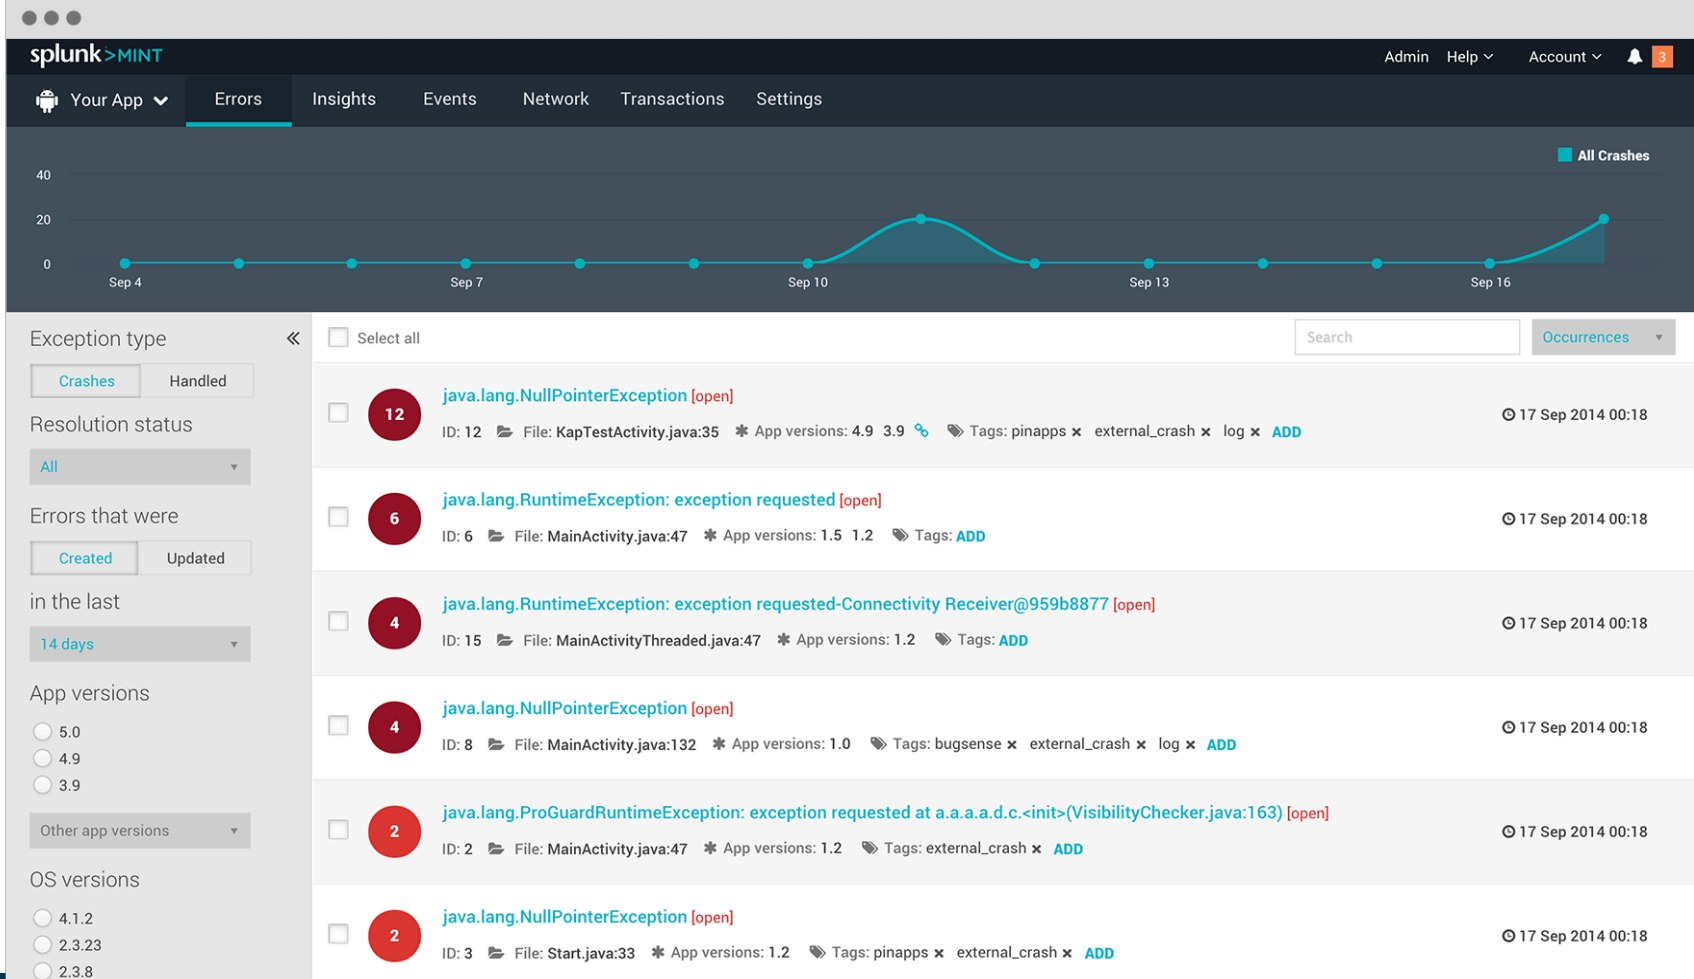 splunk>MINT
Admin Help Account 3
Your App Errors Insights Events Network Transactions Settings
All Crashes
40
20
0
Sep 4 Sep 7 Sep 10 Sep 13 Sep 16
Exception type
Crashes Handled
Resolution status
All
Errors that were
Created Updated
in the last
14 days
App versions
5.0
4.9
3.9
Other app versions
OS versions
4.1.2
2.3.23
2.3.8
Select all Search Occurrences
12 java.lang.NullPointerException [open]
ID: 12 File: KapTestActivity.java:35 App versions: 4.9 3.9 Tags: pinapps × external_crash × log × ADD
17 Sep 2014 00:18
6 java.lang.RuntimeException: exception requested [open]
ID: 6 File: MainActivity.java:47 App versions: 1.5 1.2 Tags: ADD
17 Sep 2014 00:18
4 java.lang.RuntimeException: exception requested-Connectivity Receiver@959b8877 [open]
ID: 15 File: MainActivityThreaded.java:47 App versions: 1.2 Tags: ADD
17 Sep 2014 00:18
4 java.lang.NullPointerException [open]
ID: 8 File: MainActivity.java:132 App versions: 1.0 Tags: bugsense × external_crash × log × ADD
17 Sep 2014 00:18
2 java.lang.ProGuardRuntimeException: exception requested at a.a.a.a.d.c.<init>(VisibilityChecker.java:163) [open]
ID: 2 File: MainActivity.java:47 App versions: 1.2 Tags: external_crash × ADD
17 Sep 2014 00:18
2 java.lang.NullPointerException [open]
ID: 3 File: Start.java:33 App versions: 1.2 Tags: pinapps × external_crash × ADD
17 Sep 2014 00:18